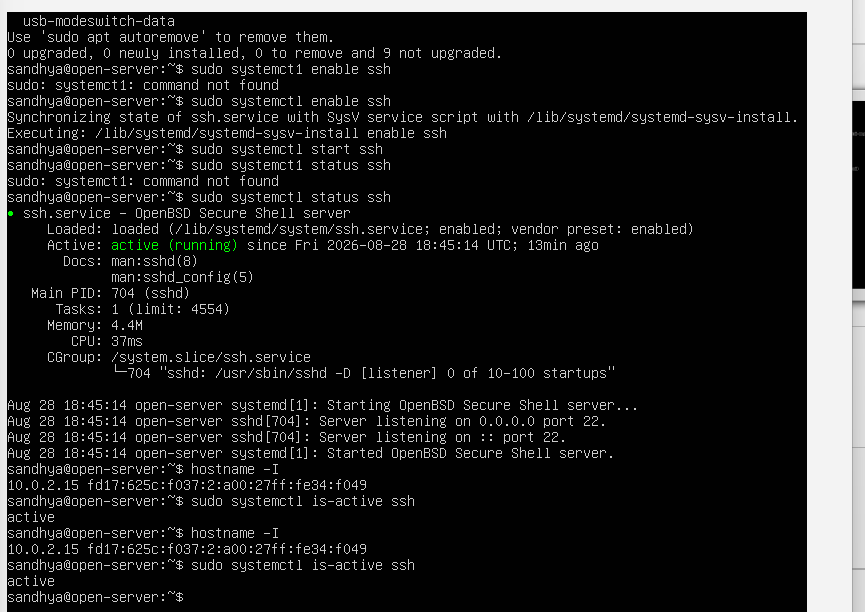 usb-modeswitch-data
Use 'sudo apt autoremove' to remove them.
0 upgraded, 0 newly installed, 0 to remove and 9 not upgraded.
sandhya@open-server:~$ sudo systemct1 enable ssh
sudo: systemct1: command not found
sandhya@open-server:~$ sudo systemctl enable ssh
Synchronizing state of ssh.service with SysV service script with /lib/systemd/systemd-sysv-install.
Executing: /lib/systemd/systemd-sysv-install enable ssh
sandhya@open-server:~$ sudo systemctl start ssh
sandhya@open-server:~$ sudo systemct1 status ssh
sudo: systemct1: command not found
sandhya@open-server:~$ sudo systemctl status ssh
● ssh.service - OpenBSD Secure Shell server
Loaded: loaded (/lib/systemd/system/ssh.service; enabled; vendor preset: enabled)
Active: active (running) since Fri 2026-08-28 18:45:14 UTC; 13min ago
Docs: man:sshd(8)
man:sshd_config(5)
Main PID: 704 (sshd)
Tasks: 1 (limit: 4554)
Memory: 4.4M
CPU: 37ms
CGroup: /system.slice/ssh.service
└─704 "sshd: /usr/sbin/sshd -D [listener] 0 of 10-100 startups"
Aug 28 18:45:14 open-server systemd[1]: Starting OpenBSD Secure Shell server...
Aug 28 18:45:14 open-server sshd[704]: Server listening on 0.0.0.0 port 22.
Aug 28 18:45:14 open-server sshd[704]: Server listening on :: port 22.
Aug 28 18:45:14 open-server systemd[1]: Started OpenBSD Secure Shell server.
sandhya@open-server:~$ hostname -I
10.0.2.15 fd17:625c:f037:2:a00:27ff:fe34:f049
sandhya@open-server:~$ sudo systemctl is-active ssh
active
sandhya@open-server:~$ hostname -I
10.0.2.15 fd17:625c:f037:2:a00:27ff:fe34:f049
sandhya@open-server:~$ sudo systemctl is-active ssh
active
sandhya@open-server:~$